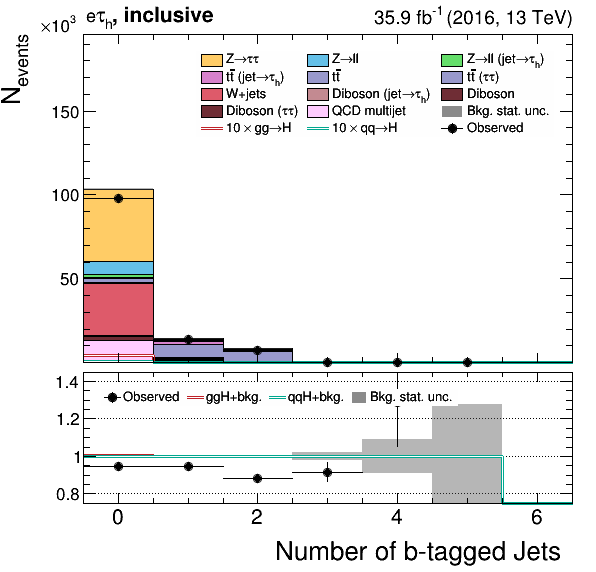 ×10³ eτₕ, inclusive 35.9 fb⁻¹ (2016, 13 TeV)
N_events
Z→ττ Z→ll Z→ll (jet→τₕ)
tt̄ (jet→τₕ) tt̄ tt̄ (ττ)
W+jets Diboson (jet→τₕ) Diboson
Diboson (ττ) QCD multijet Bkg. stat. unc.
10×gg→H 10×qq→H Observed
150
100
50
1.4
Observed ggH+bkg. qqH+bkg. Bkg. stat. unc.
1.2
1
0.8
0 2 4 6
Number of b-tagged Jets